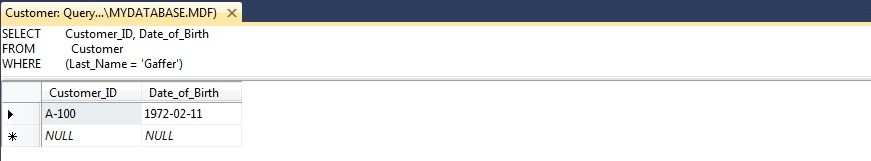 Customer: Query...\MYDATABASE.MDF) ×
SELECT Customer_ID, Date_of_Birth
FROM Customer
WHERE (Last_Name = 'Gaffer')
Customer_ID Date_of_Birth
A-100 1972-02-11
NULL NULL